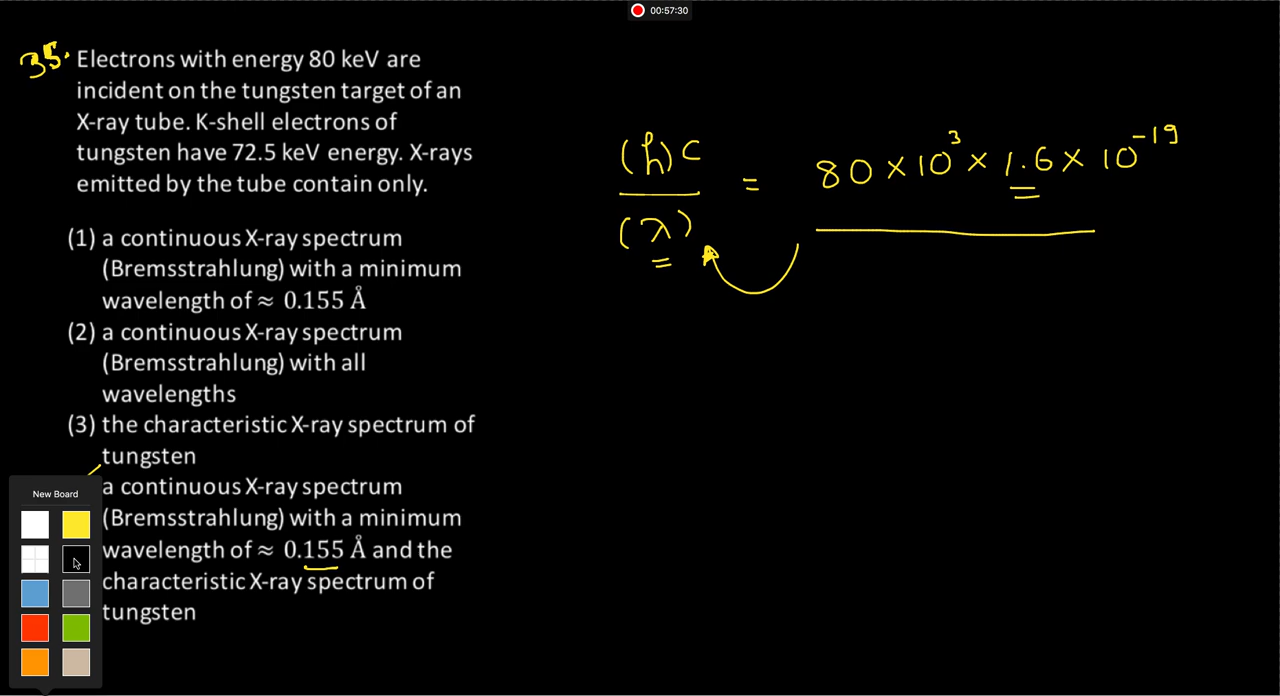 00:57:30
35. Electrons with energy 80 keV are
incident on the tungsten target of an
X-ray tube. K-shell electrons of
tungsten have 72.5 keV energy. X-rays
emitted by the tube contain only.
(1) a continuous X-ray spectrum
(Bremsstrahlung) with a minimum
wavelength of ≈ 0.155 Å
(2) a continuous X-ray spectrum
(Bremsstrahlung) with all
wavelengths
(3) the characteristic X-ray spectrum of
tungsten
a continuous X-ray spectrum
(Bremsstrahlung) with a minimum
wavelength of ≈ 0.155 Å and the
characteristic X-ray spectrum of
tungsten
New Board
(h)c / (λ) = 80 × 10³ × 1.6 × 10⁻¹⁹